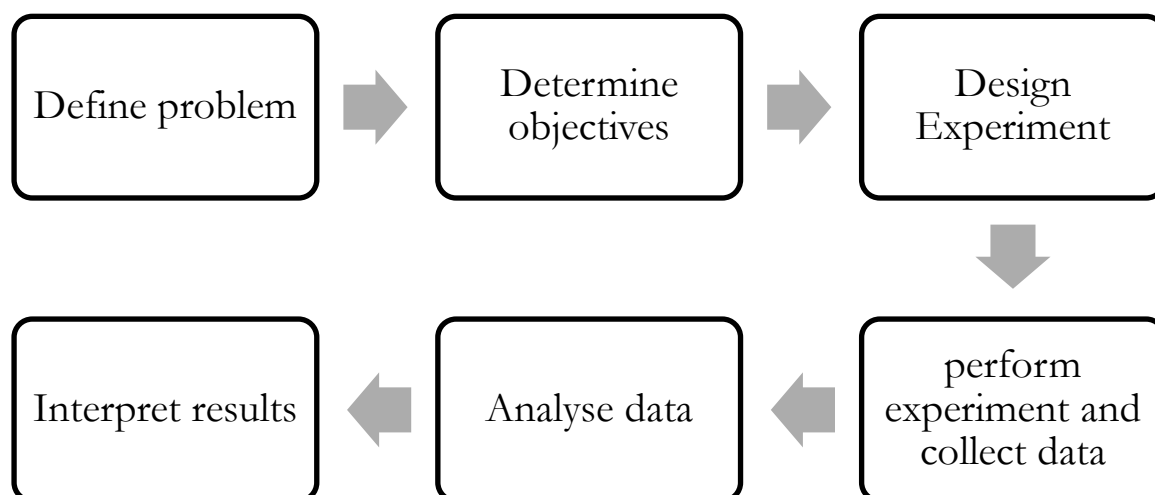 Define problem
Determine
objectives
Design
Experiment
perform
experiment and
collect data
Analyse data
Interpret results